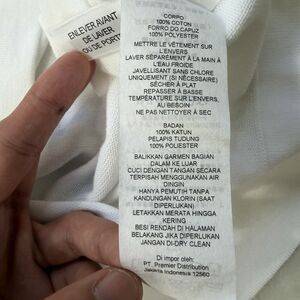 ENLEVER AVANT
DE LAVER
OU DE PORTER
CORPO
100% COTON
FORRO DO CAPUZ
100% POLYESTER
METTRE LE VÊTEMENT SUR
L'ENVERS
LAVER SÉPARÉMENT À LA MAIN À
L'EAU FROIDE
JAVELLISANT SANS CHLORE
UNIQUEMENT (SI NÉCESSAIRE)
SÉCHER À PLAT
REPASSER À BASSE
TEMPÉRATURE SUR L'ENVERS,
AU BESOIN
NE PAS NETTOYER À SEC
BADAN
100% KATUN
PELAPIS TUDUNG
100% POLIESTER
BALIKKAN GARMEN BAGIAN
DALAM KE LUAR
CUCI DENGAN TANGAN SECARA
TERPISAH MENGGUNAKAN AIR
DINGIN
HANYA PEMUTIH TANPA
KANDUNGAN KLORIN (SAAT
DIPERLUKAN)
LETAKKAN MERATA HINGGA
KERING
BESI RENDAH DI HALAMAN
BELAKANG JIKA DIPERLUKAN
JANGAN DI-DRY CLEAN
Di impor oleh:
PT. Premier Distribution
Jakarta Indonesia 12560